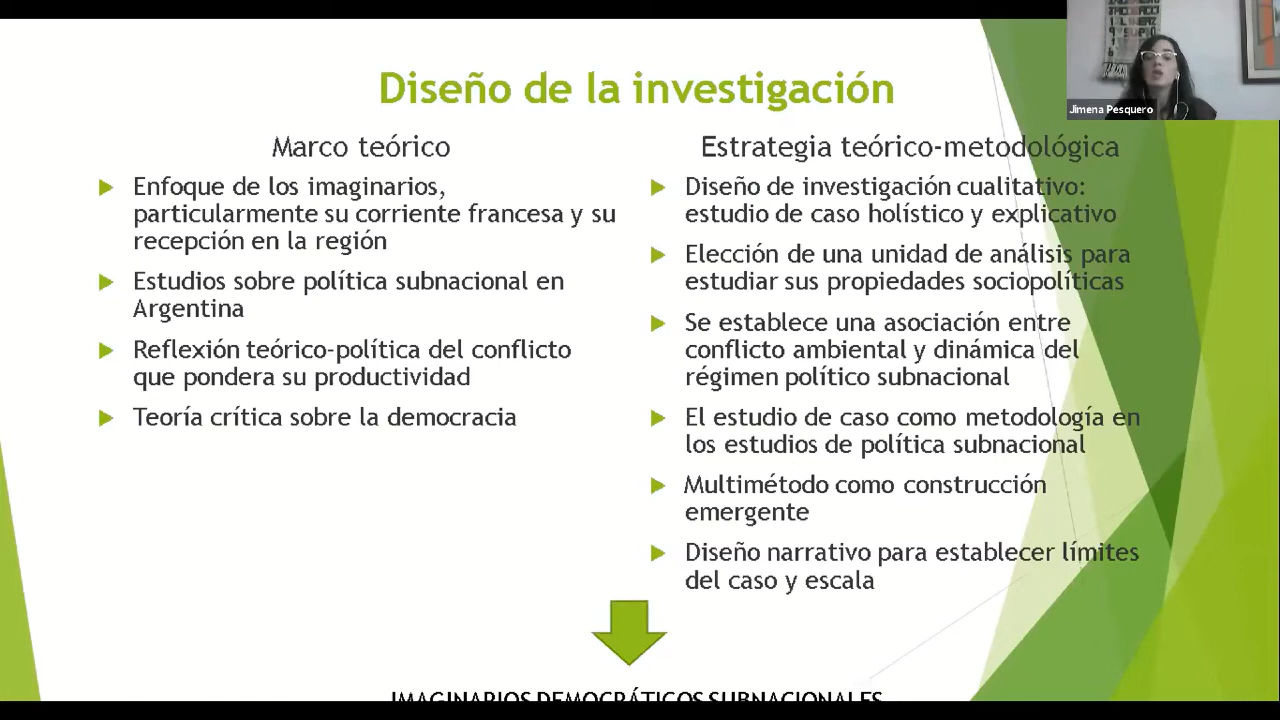 Diseño de la investigación
Jimena Pesquero
Marco teórico
Enfoque de los imaginarios,
particularmente su corriente francesa y su
recepción en la región
Estudios sobre política subnacional en
Argentina
Reflexión teórico-política del conflicto
que pondera su productividad
Teoría crítica sobre la democracia
Estrategia teórico-metodológica
Diseño de investigación cualitativo:
estudio de caso holístico y explicativo
Elección de una unidad de análisis para
estudiar sus propiedades sociopolíticas
Se establece una asociación entre
conflicto ambiental y dinámica del
régimen político subnacional
El estudio de caso como metodología en
los estudios de política subnacional
Multimétodo como construcción
emergente
Diseño narrativo para establecer límites
del caso y escala
IMAGINARIOS DEMOCRÁTICOS SUBNACIONALES